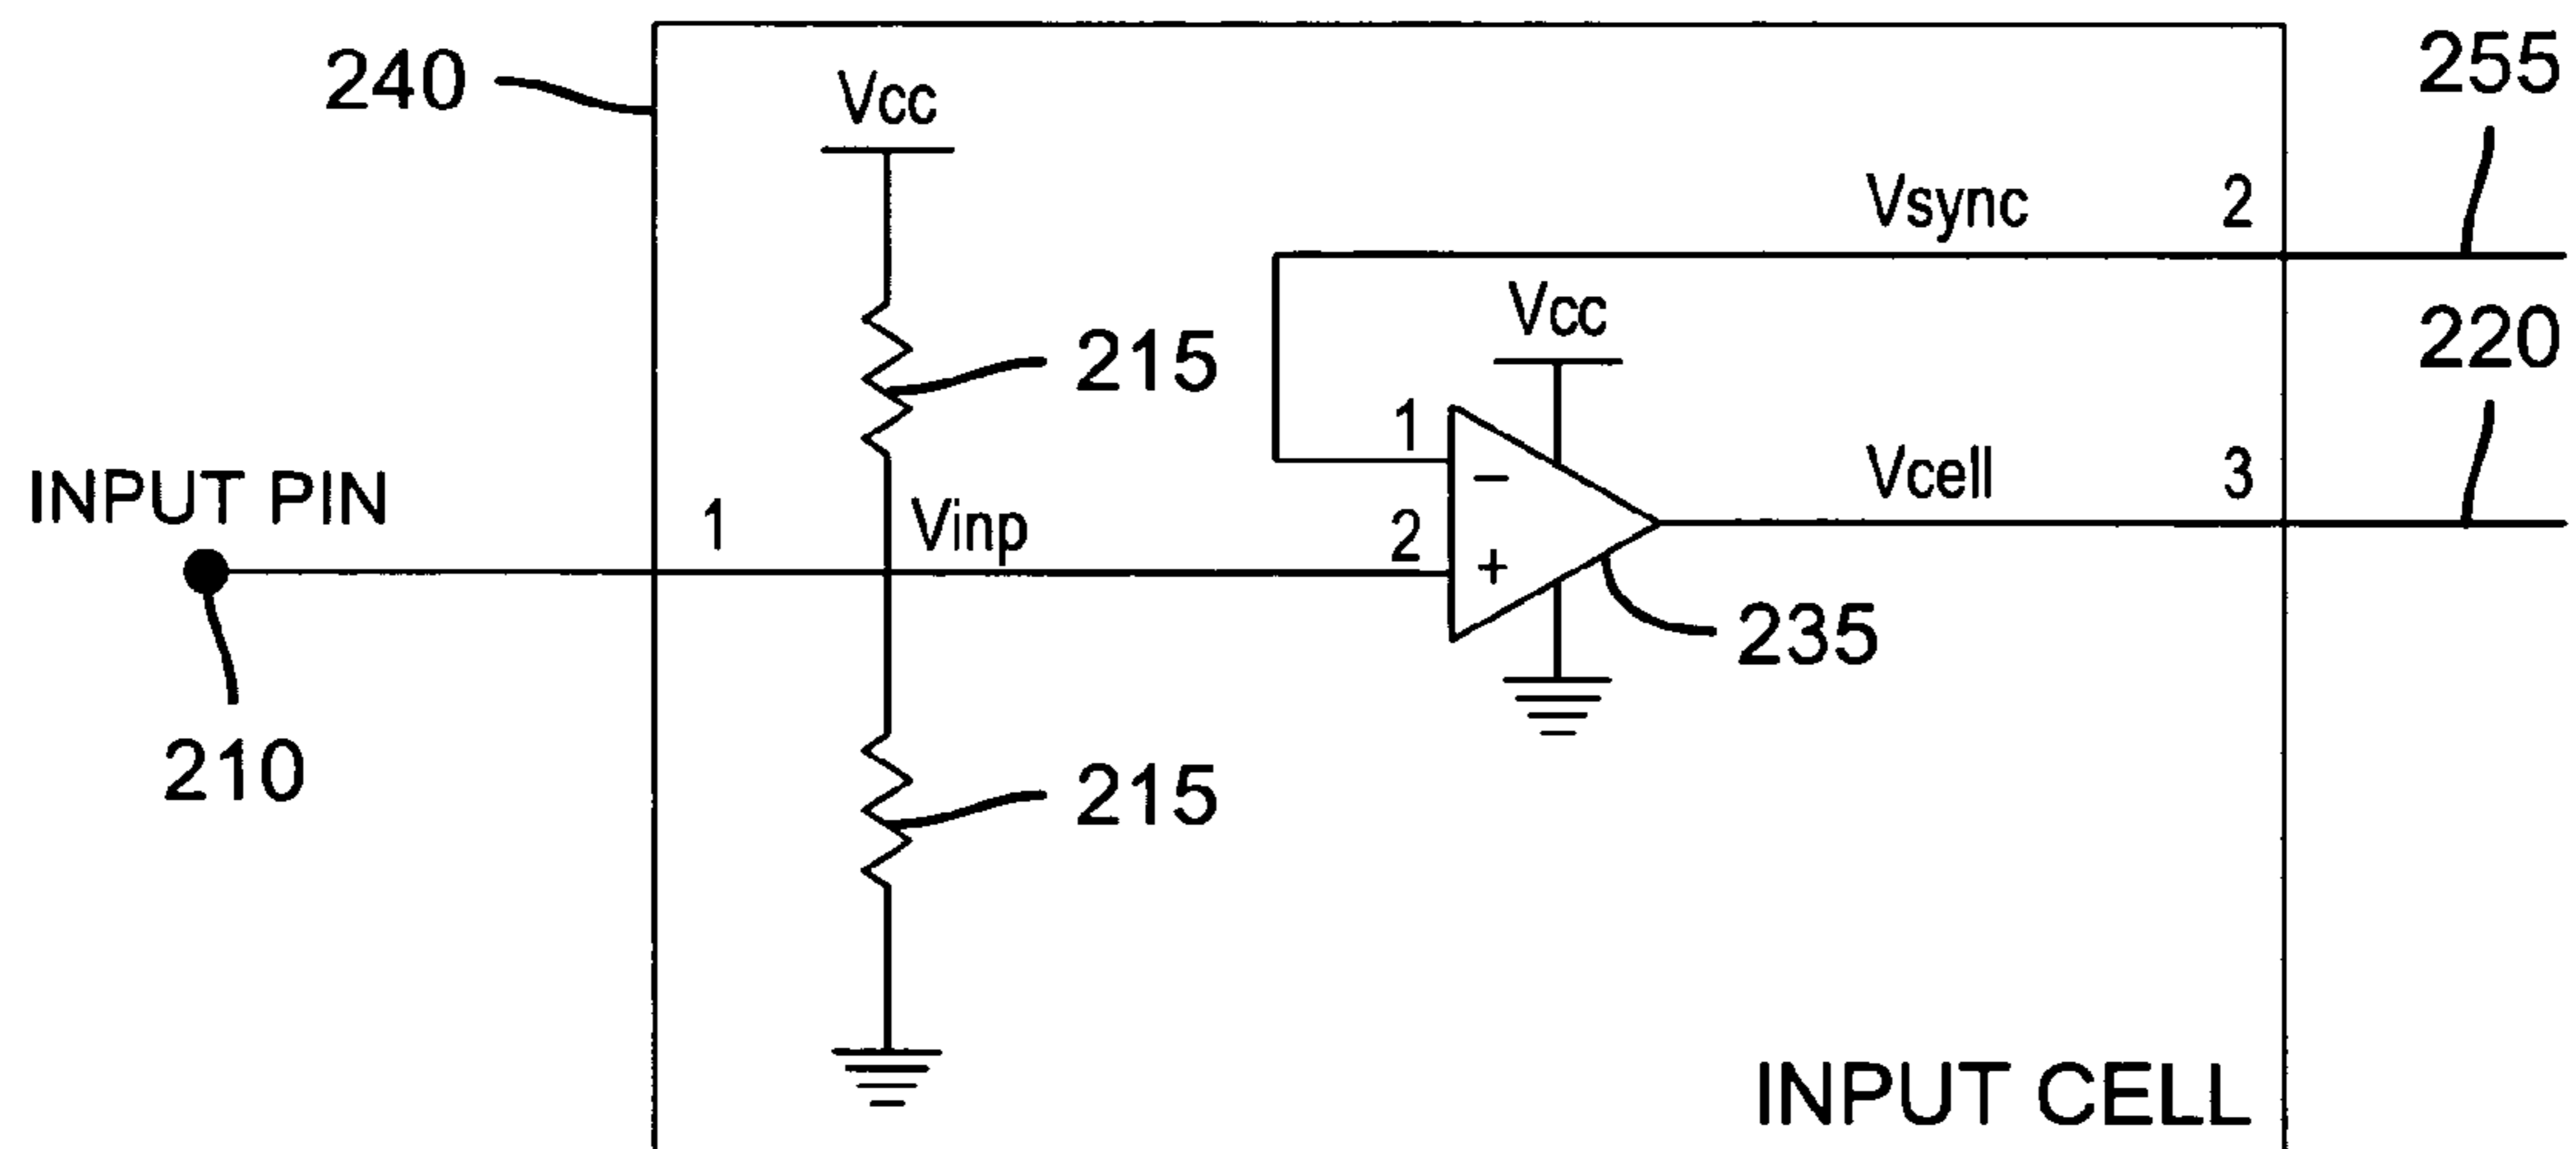 240
Vcc
255
Vsync 2
Vcc
220
215
1
INPUT PIN
1
Vinp
2
−
+
Vcell 3
235
210
215
INPUT CELL